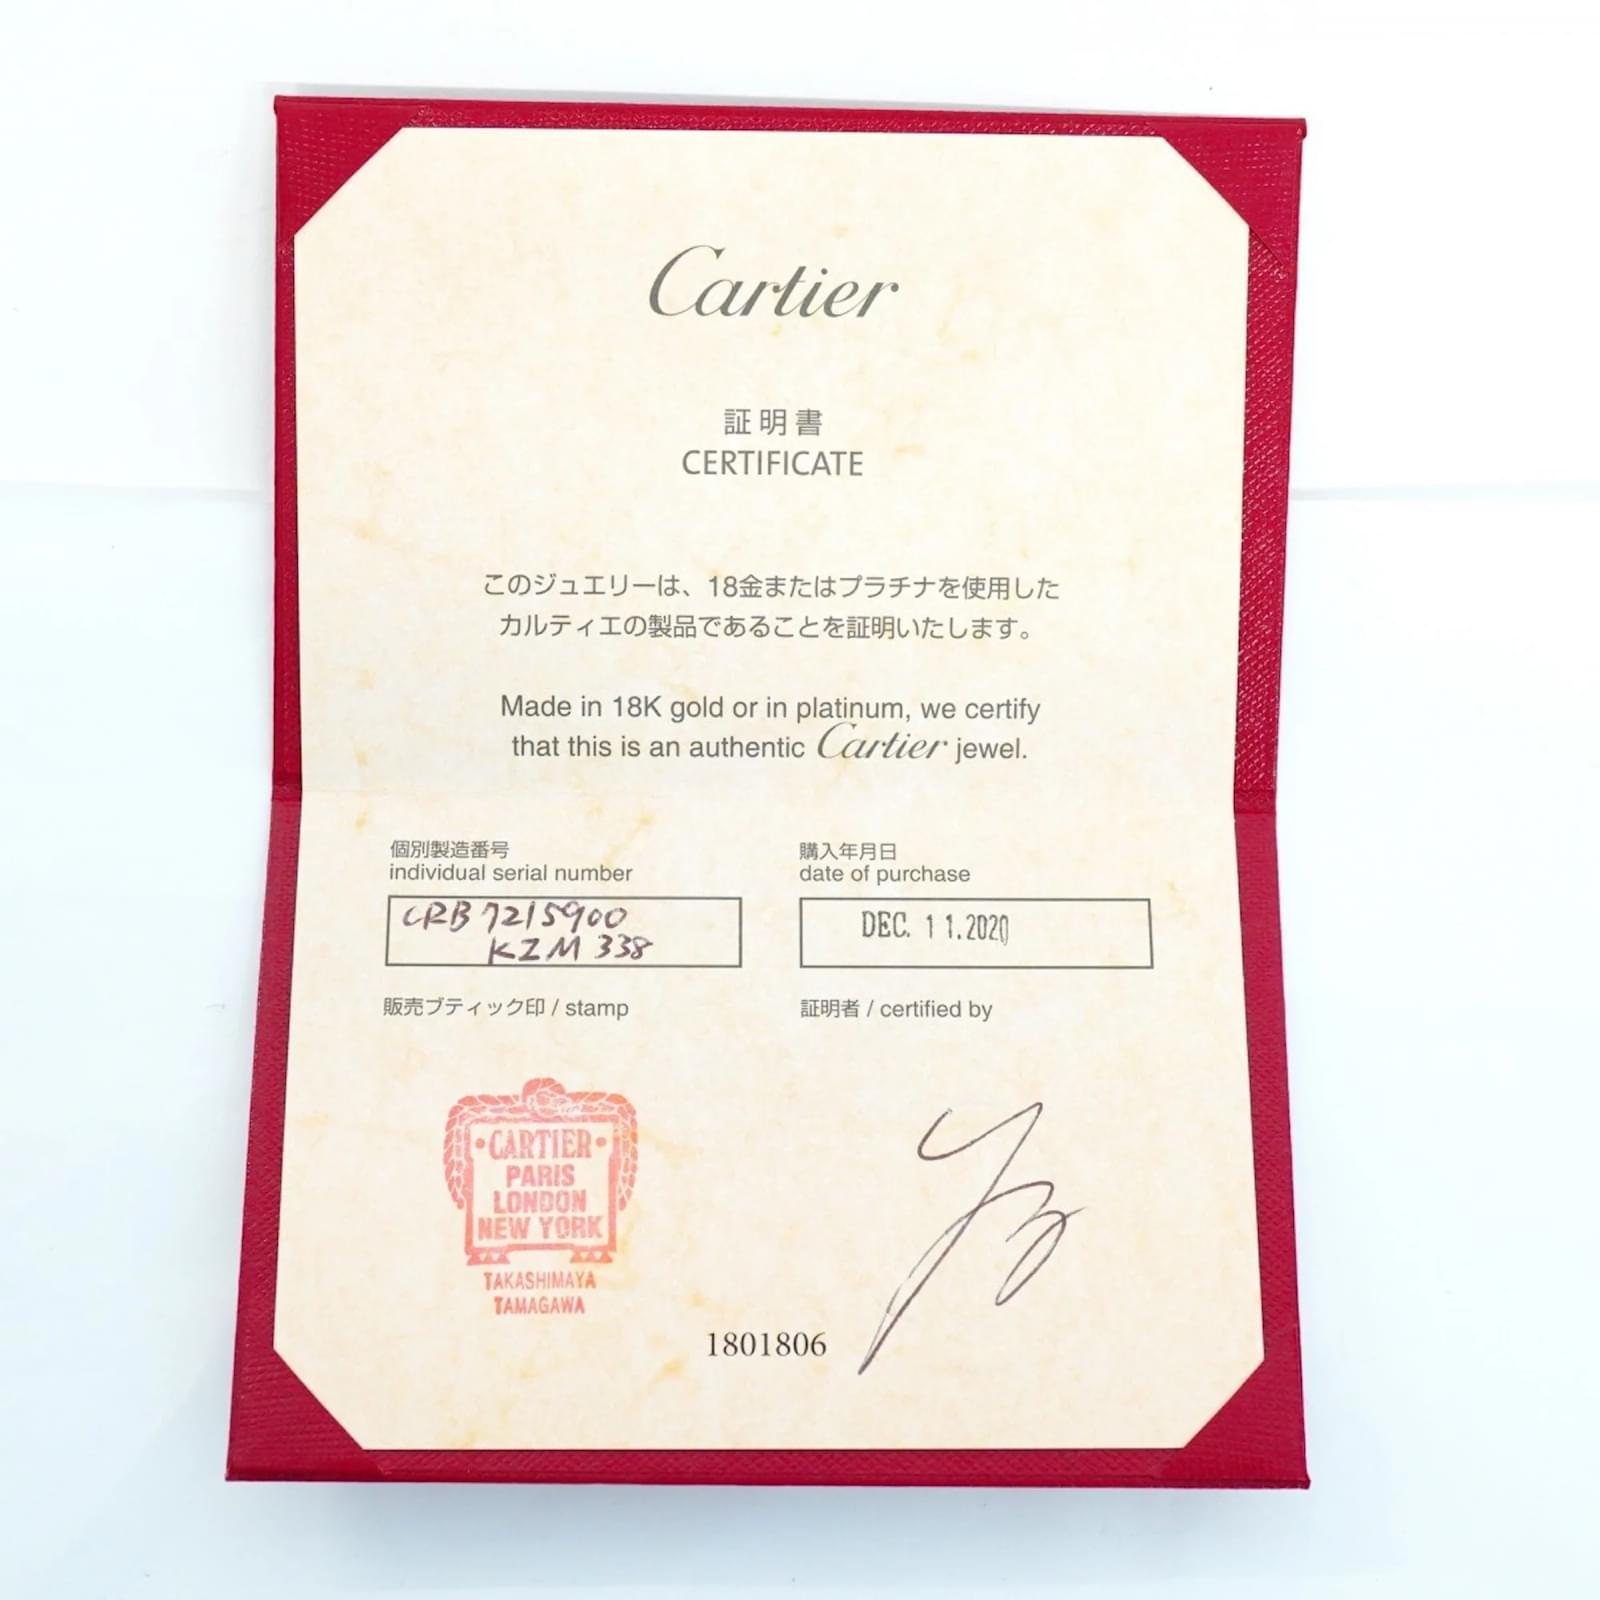 Cartier
証明書
CERTIFICATE
このジュエリーは、18金またはプラチナを使用した
カルティエの製品であることを証明いたします。
Made in 18K gold or in platinum, we certify
that this is an authentic Cartier jewel.
個別製造番号
individual serial number
CRB7215900
KZM338
購入年月日
date of purchase
DEC. 11.2020
販売ブティック印 / stamp
証明者 / certified by
・CARTIER・
PARIS
LONDON
NEW YORK
TAKASHIMAYA
TAMAGAWA
1801806